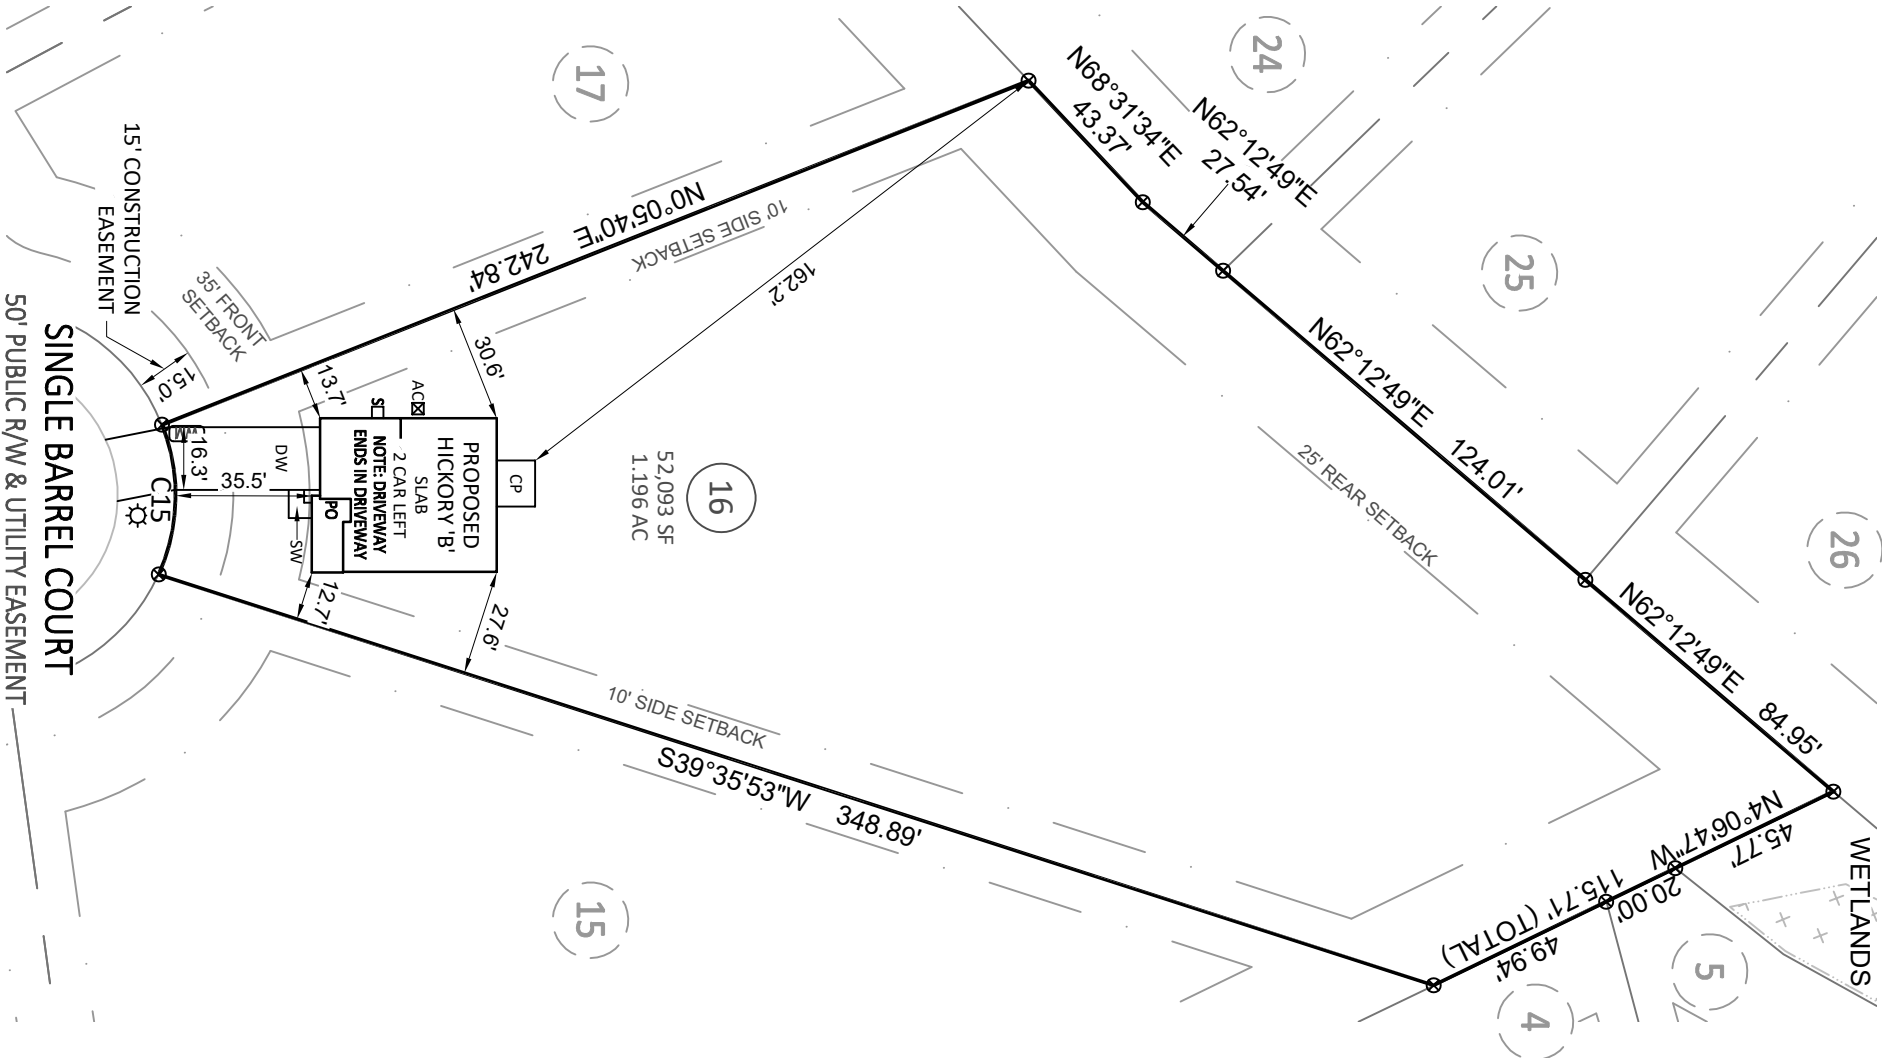 17
24
25
26
N68°31'34"E
43.37'
N62°12'49"E
27.54'
N62°12'49"E 124.01'
N62°12'49"E 84.95'
N0°05'40"E 242.84'
10' SIDE SETBACK
162.2'
15' CONSTRUCTION
EASEMENT
35' FRONT
SETBACK
15.0'
30.6'
13.7'
AC
PROPOSED
HICKORY 'B'
SLAB
2 CAR LEFT
NOTE: DRIVEWAY
ENDS IN DRIVEWAY
PO
CP
DW
SW
16.3'
35.5'
C15
12.7'
27.6'
16
52,093 SF
1.196 AC
25' REAR SETBACK
10' SIDE SETBACK
S39°35'53"W 348.89'
SINGLE BARREL COURT
50' PUBLIC R/W & UTILITY EASEMENT
N4°06'47"W
115.71' (TOTAL)
45.77'
20.00'
49.94'
WETLANDS
15
5
4